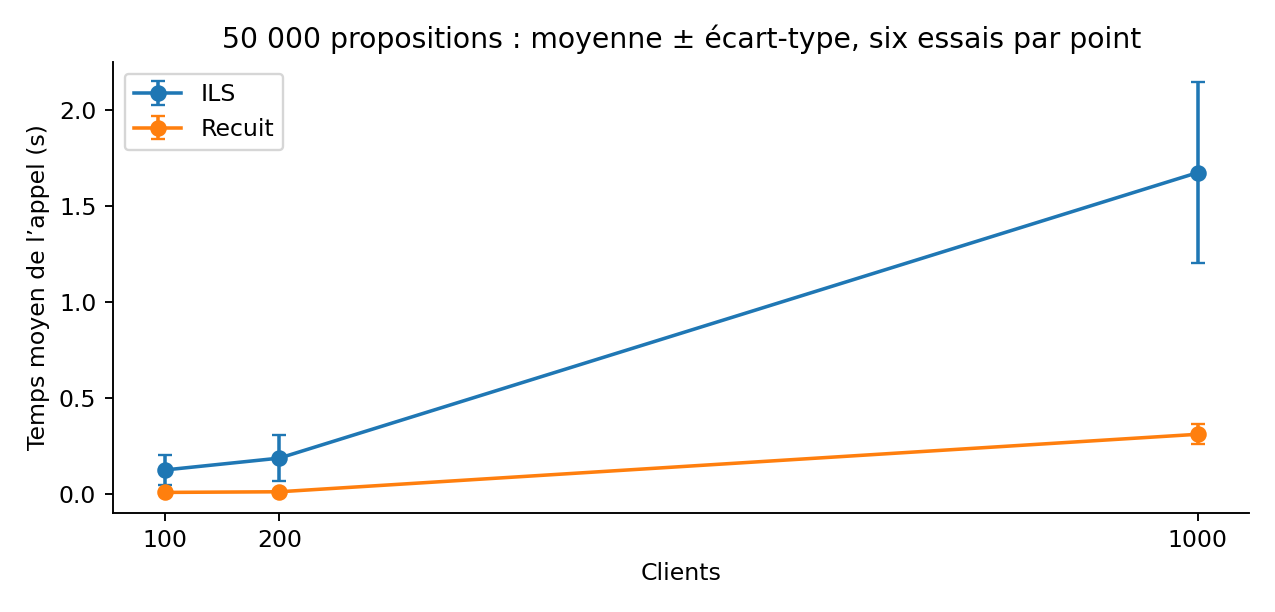 50 000 propositions : moyenne ± écart-type, six essais par point
ILS
Recuit
Temps moyen de l’appel (s)
2.0
1.5
1.0
0.5
0.0
100
200
1000
Clients